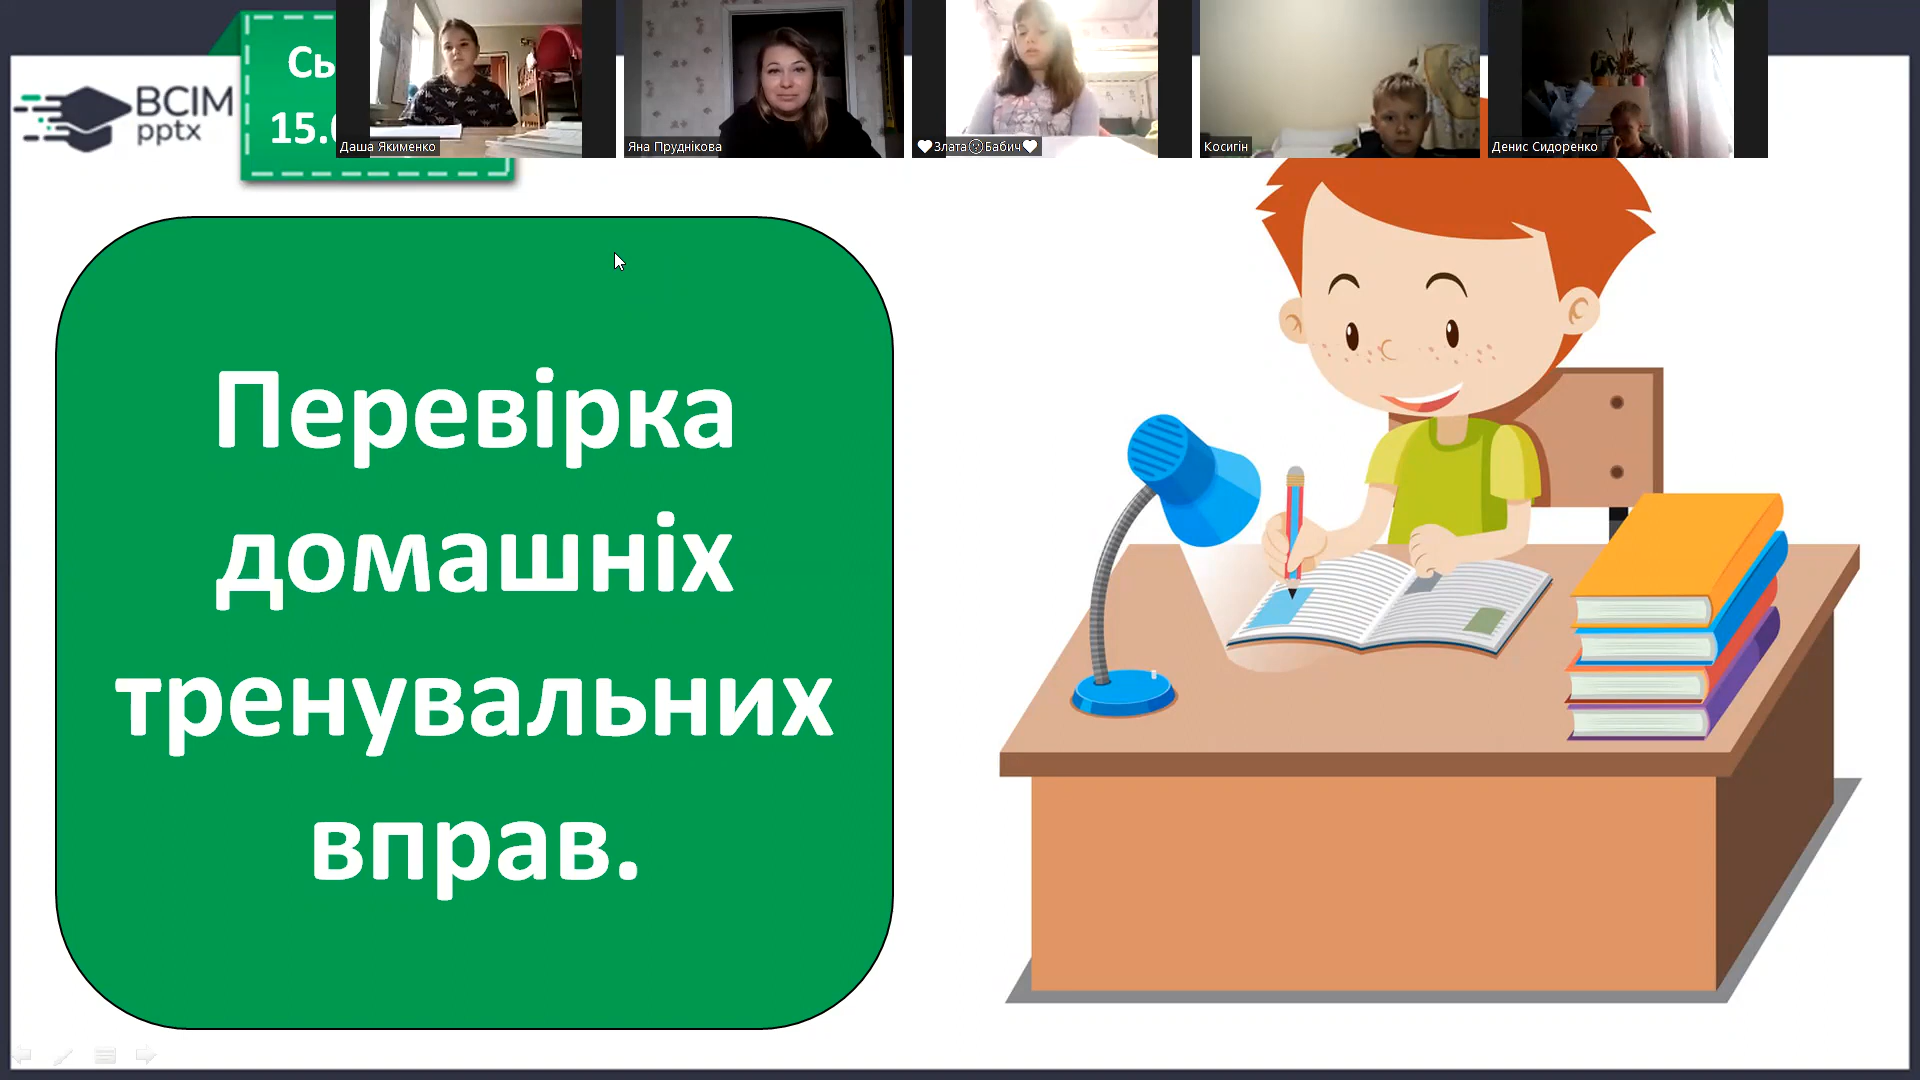 Сь
15.
ВСІМ
pptx
Даша Якименко
Яна Пруднікова
🤍Злата☹Бабич🤍
Косигін
Денис Сидоренко
Перевірка
домашніх
тренувальних
вправ.